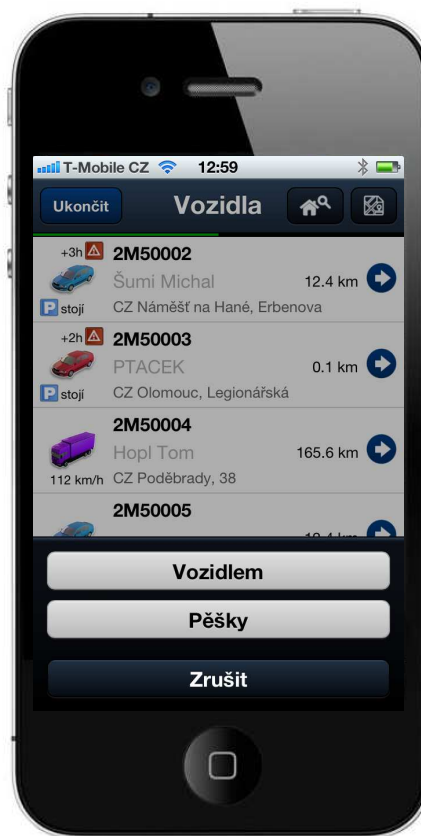 T-Mobile CZ 12:59
Ukončit Vozidla
+3h 2M50002
Šumi Michal 12.4 km
P stojí CZ Náměšť na Hané, Erbenova
+2h 2M50003
PTACEK 0.1 km
P stojí CZ Olomouc, Legionářská
2M50004
Hopl Tom 165.6 km
112 km/h CZ Poděbrady, 38
2M50005
Vozidlem
Pěšky
Zrušit